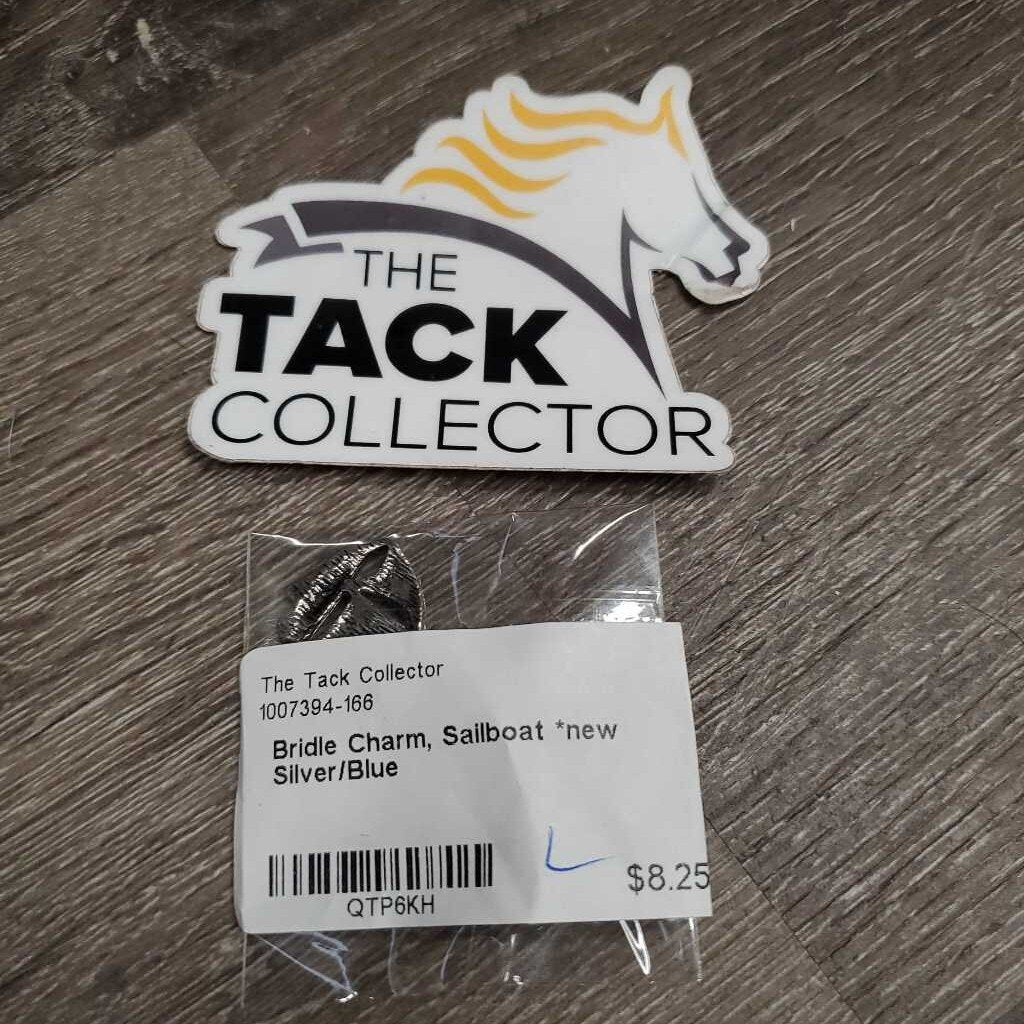 THE
TACK
COLLECTOR
The Tack Collector
1007394-166
Bridle Charm, Sailboat *new
Silver/Blue
$8.25
QTP6KH